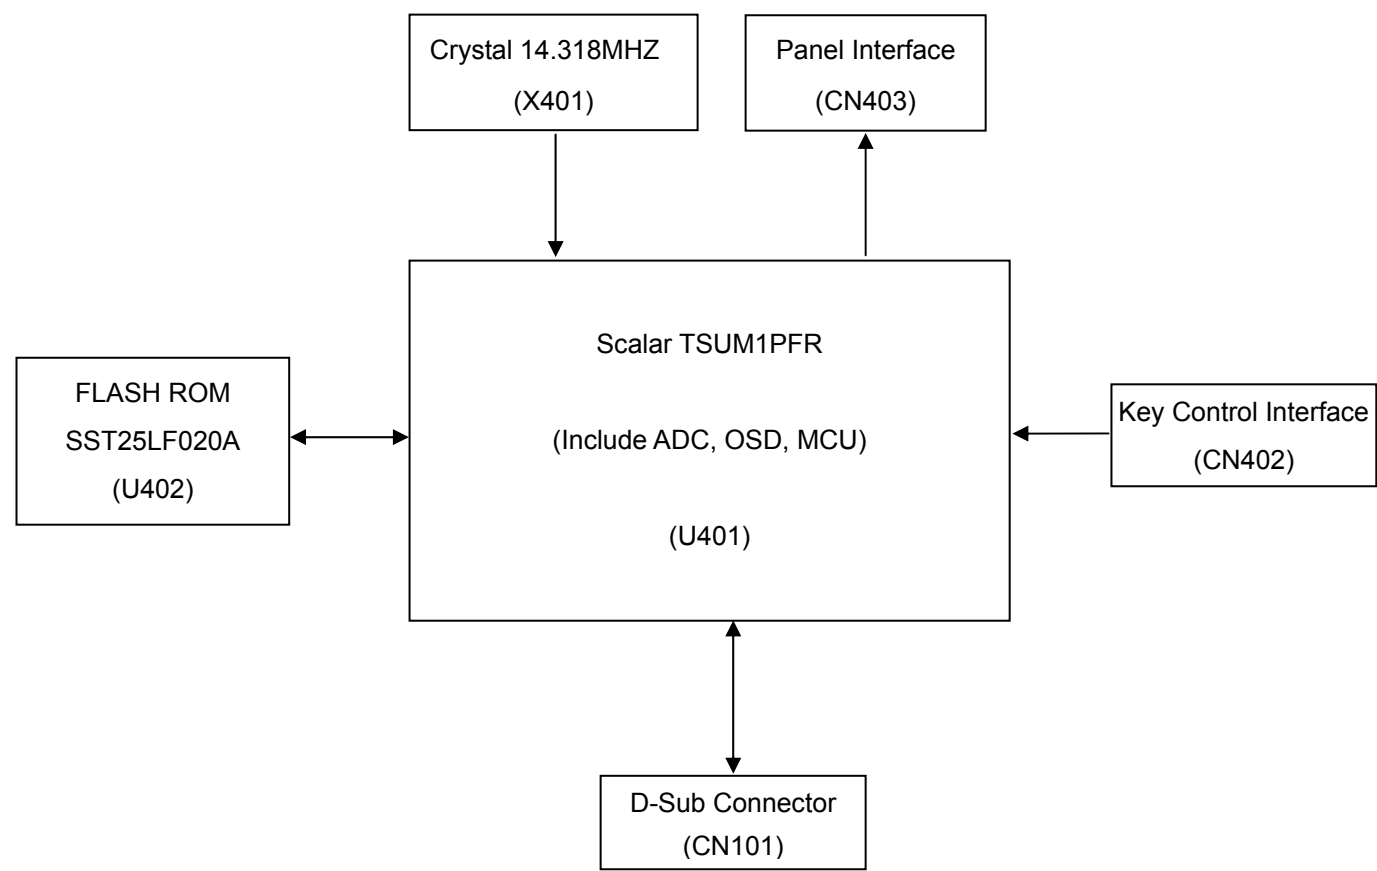 Crystal 14.318MHZ
(X401)
Panel Interface
(CN403)
Scalar TSUM1PFR
(Include ADC, OSD, MCU)
(U401)
FLASH ROM
SST25LF020A
(U402)
Key Control Interface
(CN402)
D-Sub Connector
(CN101)